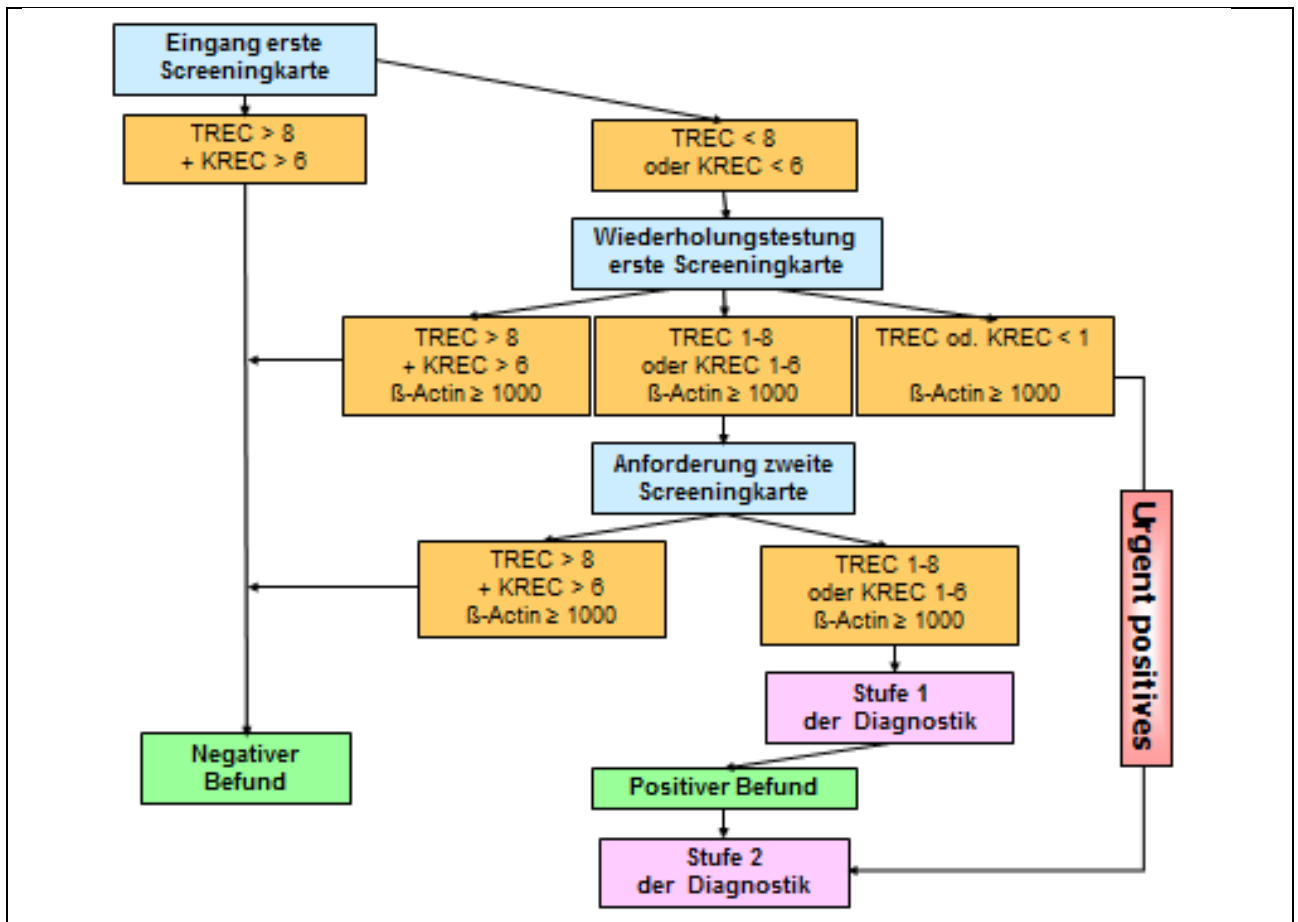 Eingang erste
Screeningkarte
TREC > 8
+ KREC > 6
TREC < 8
oder KREC < 6
Wiederholungstestung
erste Screeningkarte
TREC > 8
+ KREC > 6
ß-Actin ≥ 1000
TREC 1-8
oder KREC 1-6
ß-Actin ≥ 1000
TREC od. KREC < 1
ß-Actin ≥ 1000
Anforderung zweite
Screeningkarte
TREC > 8
+ KREC > 6
ß-Actin ≥ 1000
TREC 1-8
oder KREC 1-6
ß-Actin ≥ 1000
Urgent positives
Stufe 1
der Diagnostik
Negativer
Befund
Positiver Befund
Stufe 2
der Diagnostik